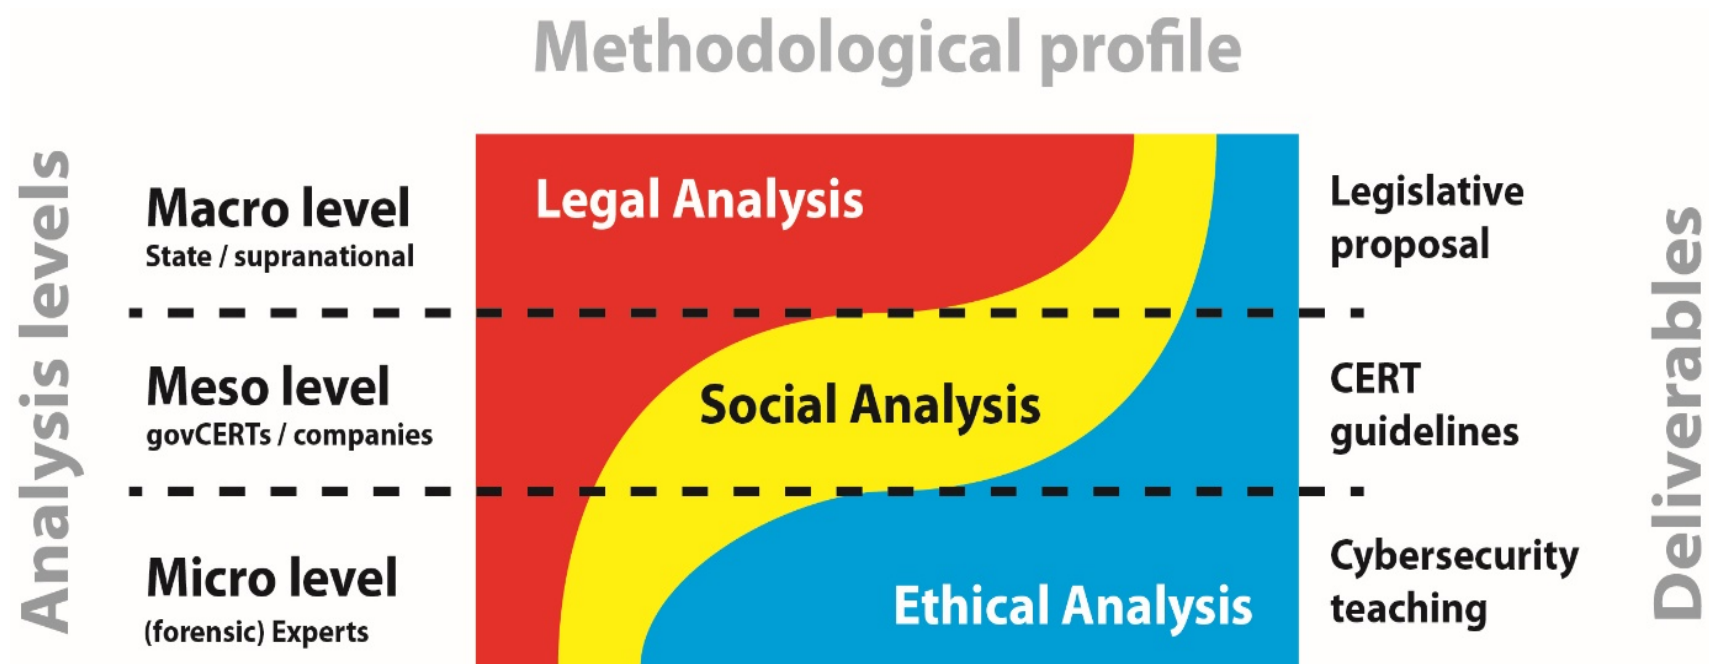 Methodological profile
Analysis levels
Macro level
State / supranational
Legal Analysis
Legislative
proposal
Meso level
govCERTs / companies
Social Analysis
CERT
guidelines
Micro level
(forensic) Experts
Ethical Analysis
Cybersecurity
teaching
Deliverables